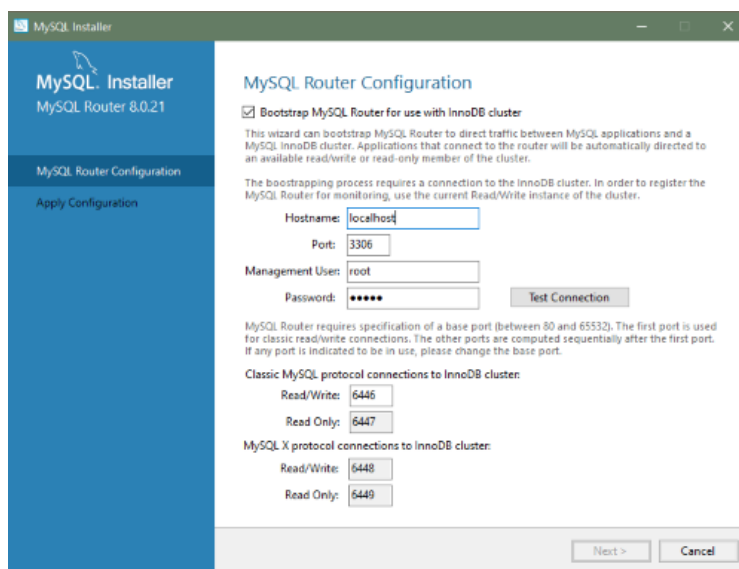 MySQL Installer
MySQL. Installer
MySQL Router 8.0.21
MySQL Router Configuration
Apply Configuration
MySQL Router Configuration
Bootstrap MySQL Router for use with InnoDB cluster
This wizard can bootstrap MySQL Router to direct traffic between MySQL applications and a
MySQL InnoDB cluster. Applications that connect to the router will be automatically directed to
an available read/write or read-only member of the cluster.
The boostrapping process requires a connection to the InnoDB cluster. In order to register the
MySQL Router for monitoring, use the current Read/Write instance of the cluster.
Hostname: localhost
Port: 3306
Management User: root
Password: ●●●●● Test Connection
MySQL Router requires specification of a base port (between 80 and 65532). The first port is used
for classic read/write connections. The other ports are computed sequentially after the first port.
If any port is indicated to be in use, please change the base port.
Classic MySQL protocol connections to InnoDB cluster:
Read/Write: 6446
Read Only: 6447
MySQL X protocol connections to InnoDB cluster:
Read/Write: 6448
Read Only: 6449
Next > Cancel